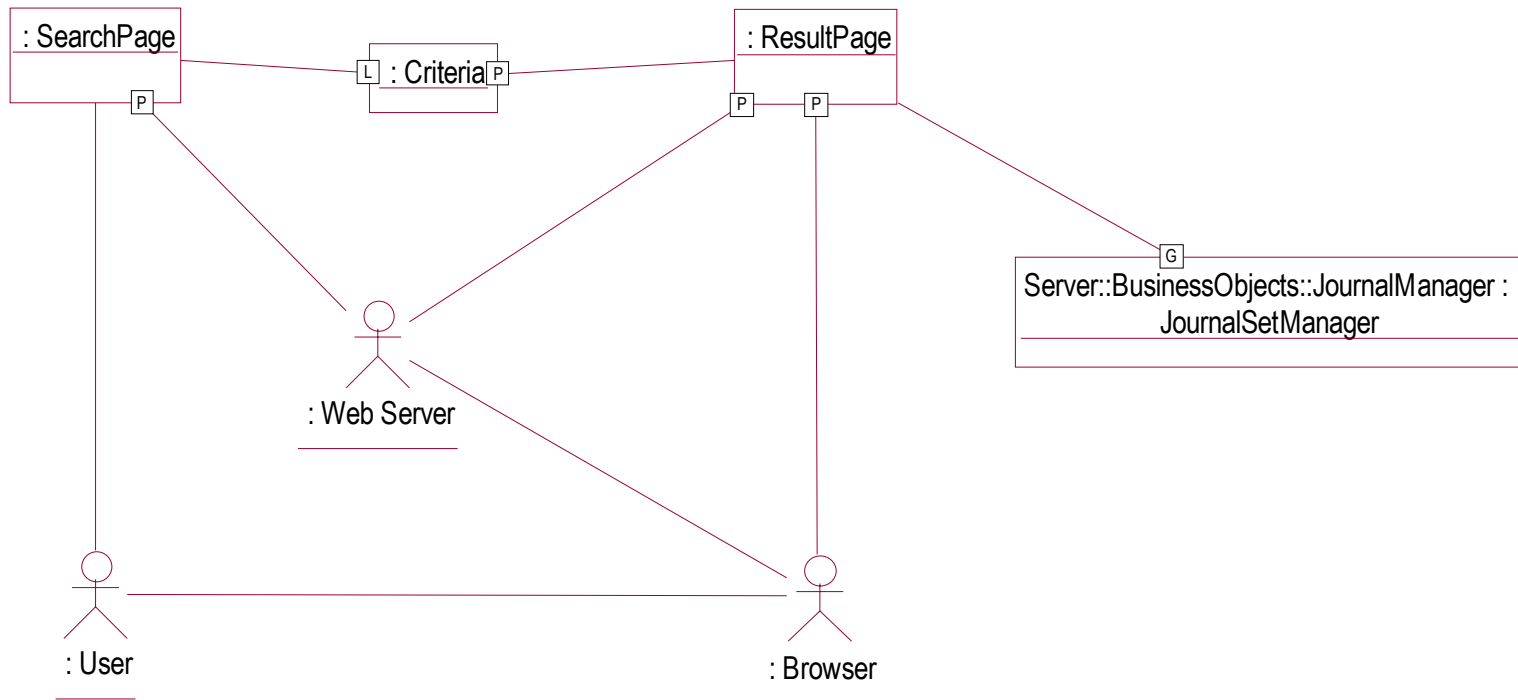 : SearchPage
L
: Criteria
P
: ResultPage
P
P
P
G
Server::BusinessObjects::JournalManager :
JournalSetManager
: Web Server
: User
: Browser